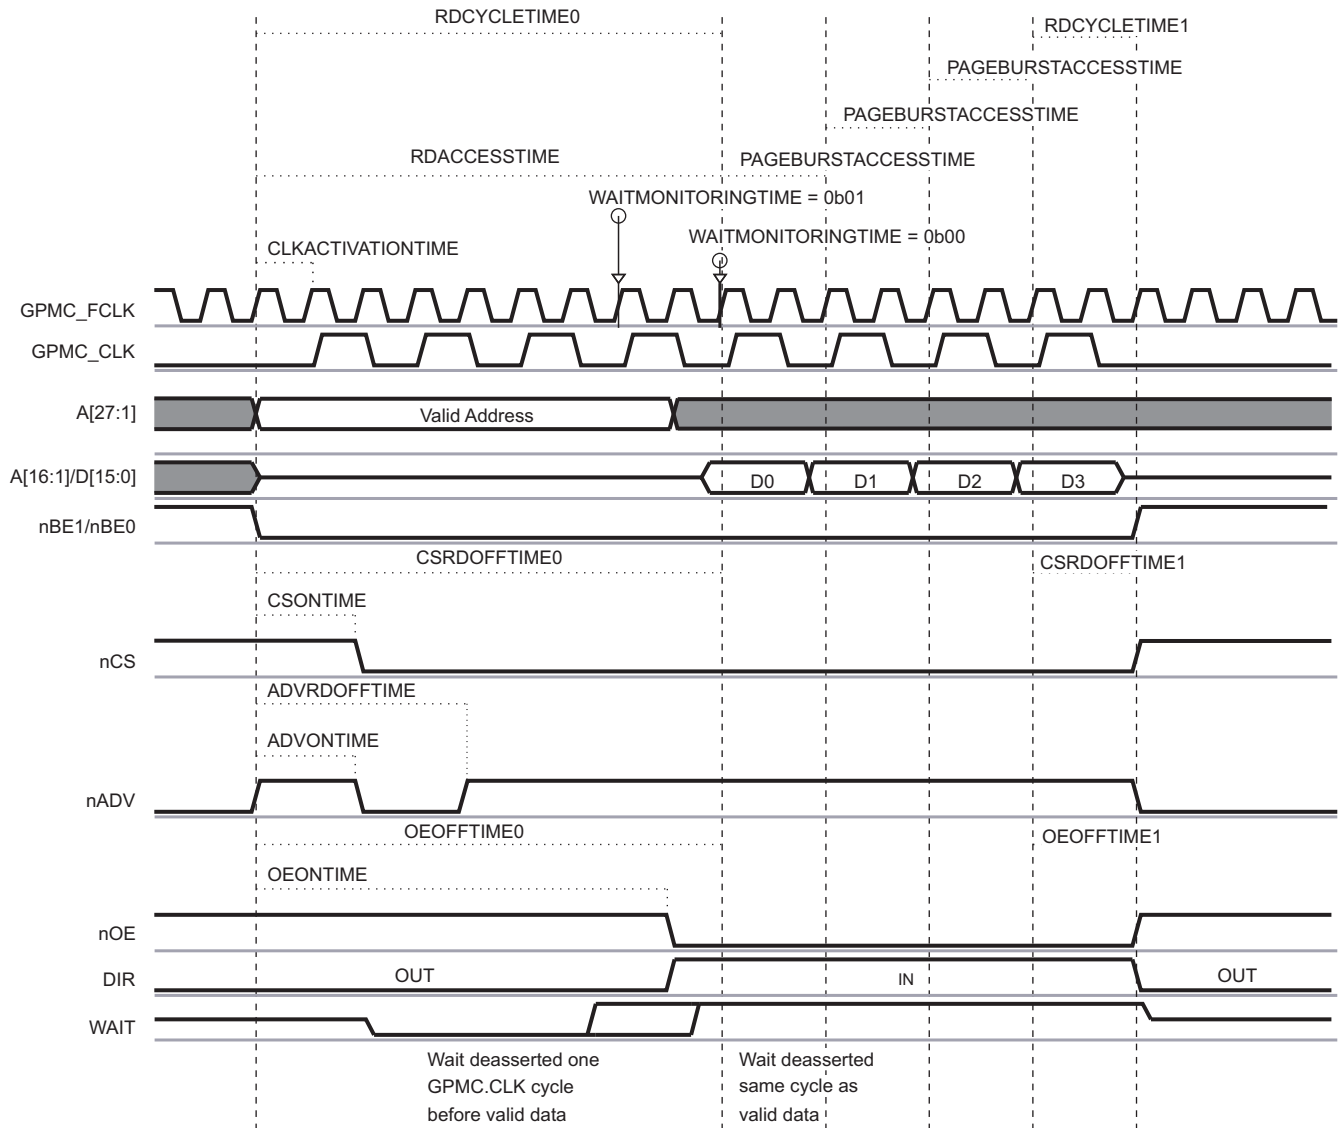 RDCYCLETIME0
RDCYCLETIME1
PAGEBURSTACCESSTIME
PAGEBURSTACCESSTIME
RDACCESSTIME
PAGEBURSTACCESSTIME
WAITMONITORINGTIME = 0b01
WAITMONITORINGTIME = 0b00
CLKACTIVATIONTIME
GPMC_FCLK
GPMC_CLK
A[27:1]
Valid Address
A[16:1]/D[15:0]
D0
D1
D2
D3
nBE1/nBE0
CSRDOFFTIME0
CSRDOFFTIME1
CSONTIME
nCS
ADVRDOFFTIME
ADVONTIME
nADV
OEOFFTIME0
OEOFFTIME1
OEONTIME
nOE
DIR
OUT
IN
OUT
WAIT
Wait deasserted one
GPMC.CLK cycle
before valid data
Wait deasserted
same cycle as
valid data